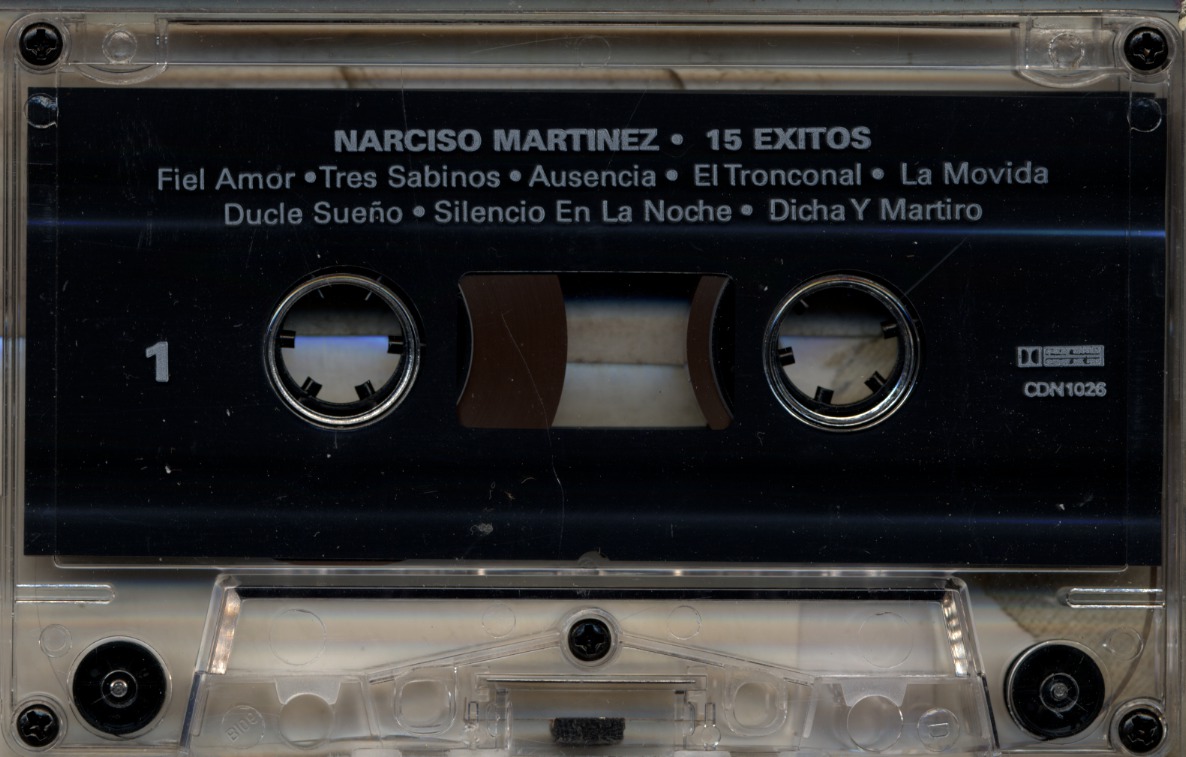 NARCISO MARTINEZ • 15 EXITOS
Fiel Amor • Tres Sabinos • Ausencia • El Tronconal • La Movida
Ducle Sueño • Silencio En La Noche • Dicha Y Martiro
1
CDN1026